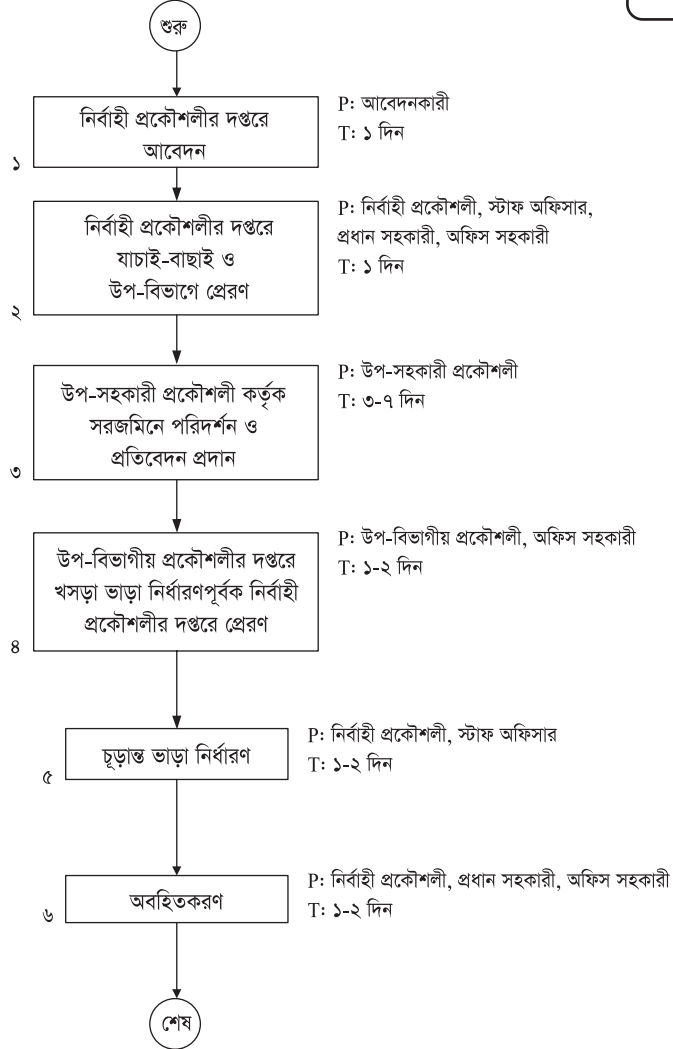 শুরু
নির্বাহী প্রকৌশলীর দপ্তরে
আবেদন
১
P: আবেদনকারী
T: ১ দিন
নির্বাহী প্রকৌশলীর দপ্তরে
যাচাই-বাছাই ও
উপ-বিভাগে প্রেরণ
২
P: নির্বাহী প্রকৌশলী, স্টাফ অফিসার,
প্রধান সহকারী, অফিস সহকারী
T: ১ দিন
উপ-সহকারী প্রকৌশলী কর্তৃক
সরজমিনে পরিদর্শন ও
প্রতিবেদন প্রদান
৩
P: উপ-সহকারী প্রকৌশলী
T: ৩-৭ দিন
উপ-বিভাগীয় প্রকৌশলীর দপ্তরে
খসড়া ভাড়া নির্ধারণপূর্বক নির্বাহী
প্রকৌশলীর দপ্তরে প্রেরণ
৪
P: উপ-বিভাগীয় প্রকৌশলী, অফিস সহকারী
T: ১-২ দিন
চূড়ান্ত ভাড়া নির্ধারণ
৫
P: নির্বাহী প্রকৌশলী, স্টাফ অফিসার
T: ১-২ দিন
অবহিতকরণ
৬
P: নির্বাহী প্রকৌশলী, প্রধান সহকারী, অফিস সহকারী
T: ১-২ দিন
শেষ